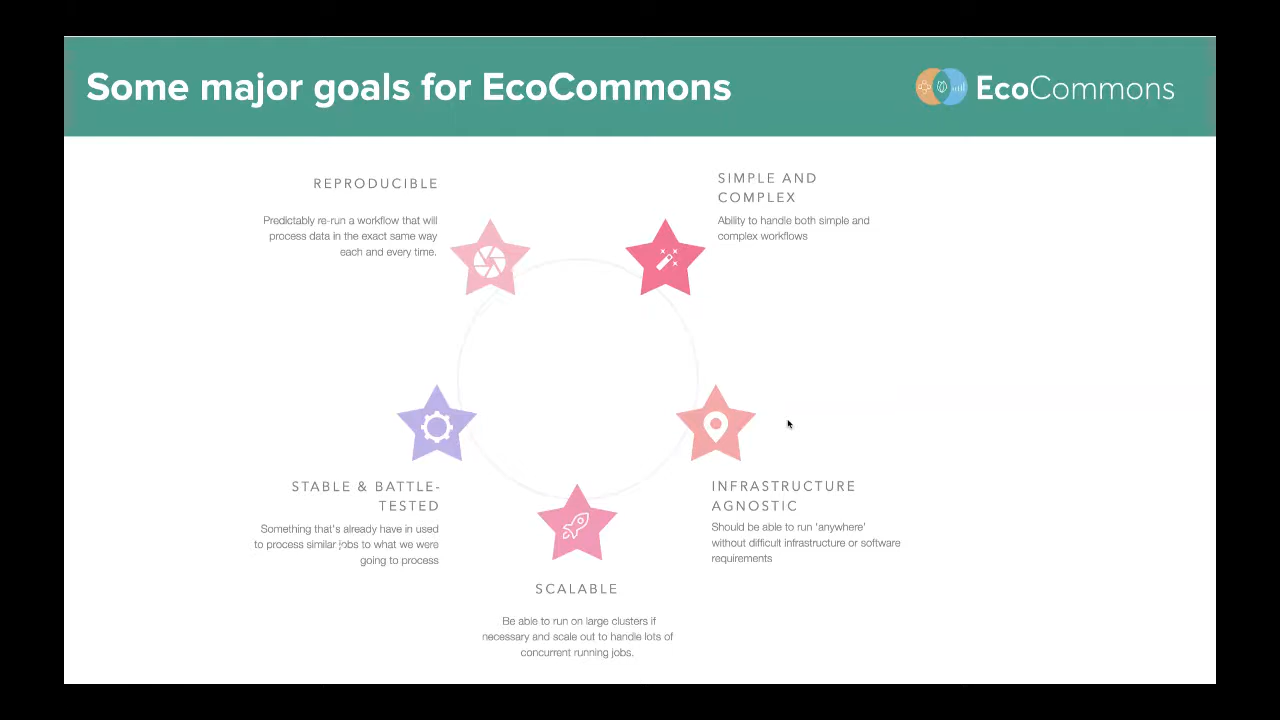 Some major goals for EcoCommons
EcoCommons
REPRODUCIBLE
Predictably re-run a workflow that will
process data in the exact same way
each and every time.
SIMPLE AND
COMPLEX
Ability to handle both simple and
complex workflows
STABLE & BATTLE-
TESTED
Something that's already have in used
to process similar jobs to what we were
going to process
INFRASTRUCTURE
AGNOSTIC
Should be able to run 'anywhere'
without difficult infrastructure or software
requirements
SCALABLE
Be able to run on large clusters if
necessary and scale out to handle lots of
concurrent running jobs.